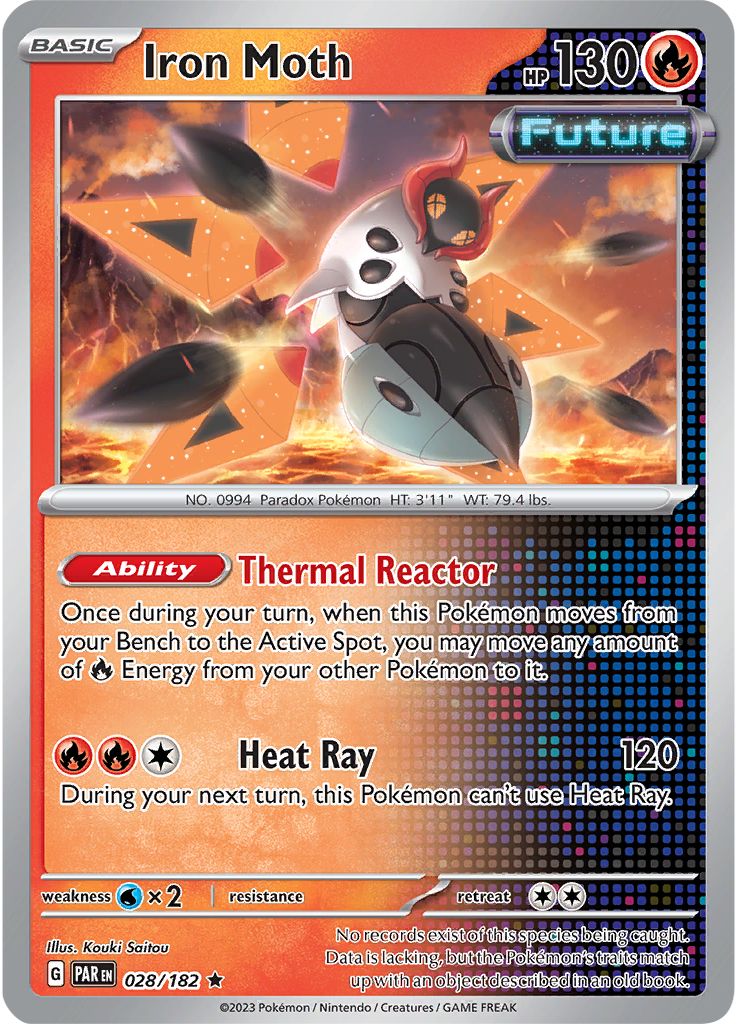 BASIC
Iron Moth
HP 130
Future
NO. 0994 Paradox Pokémon HT: 3'11" WT: 79.4 lbs.
Ability Thermal Reactor
Once during your turn, when this Pokémon moves from
your Bench to the Active Spot, you may move any amount
of Energy from your other Pokémon to it.
Heat Ray 120
During your next turn, this Pokémon can't use Heat Ray.
weakness ×2 resistance retreat
Illus. Kouki Saitou
No records exist of this species being caught.
Data is lacking, but the Pokémon's traits match
up with an object described in an old book.
G PAR EN 028/182
©2023 Pokémon / Nintendo / Creatures / GAME FREAK